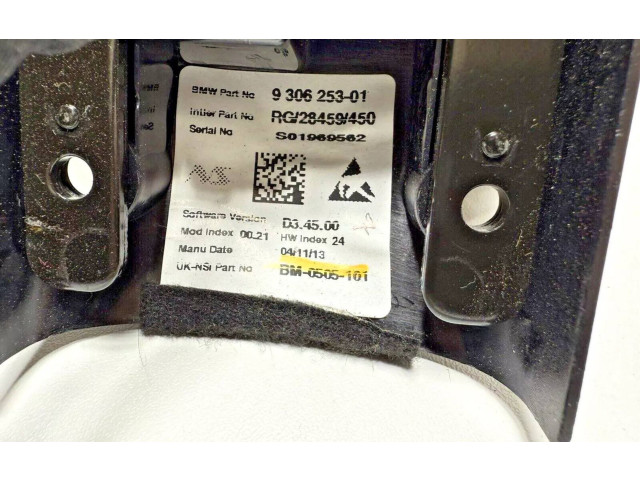 BMW Part No 9 306 253-01
Intier Part No RG/28459/450
Serial No S01969562
Software Version D3.45.00
Mod Index 00.21 HW Index 24
Manu Date 04/11/13
UK-NSI Part No BM-0505-101